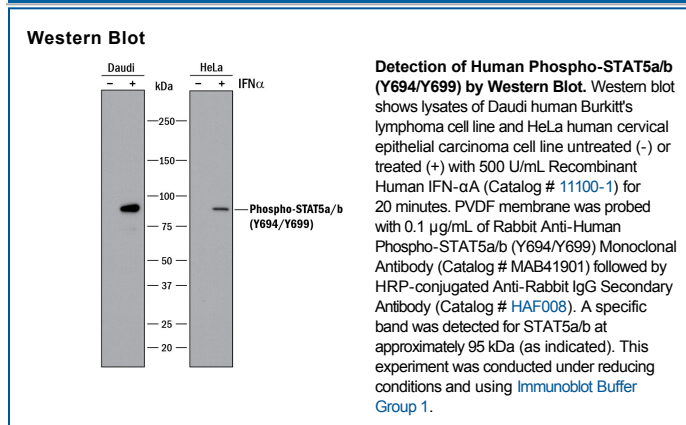 Western Blot
Daudi
HeLa
– +
kDa
– +
IFNα
250
150
100
Phospho-STAT5a/b
(Y694/Y699)
75
50
37
25
20
Detection of Human Phospho-STAT5a/b
(Y694/Y699) by Western Blot. Western blot
shows lysates of Daudi human Burkitt's
lymphoma cell line and HeLa human cervical
epithelial carcinoma cell line untreated (-) or
treated (+) with 500 U/mL Recombinant
Human IFN-αA (Catalog # 11100-1) for
20 minutes. PVDF membrane was probed
with 0.1 µg/mL of Rabbit Anti-Human
Phospho-STAT5a/b (Y694/Y699) Monoclonal
Antibody (Catalog # MAB41901) followed by
HRP-conjugated Anti-Rabbit IgG Secondary
Antibody (Catalog # HAF008). A specific
band was detected for STAT5a/b at
approximately 95 kDa (as indicated). This
experiment was conducted under reducing
conditions and using Immunoblot Buffer
Group 1.